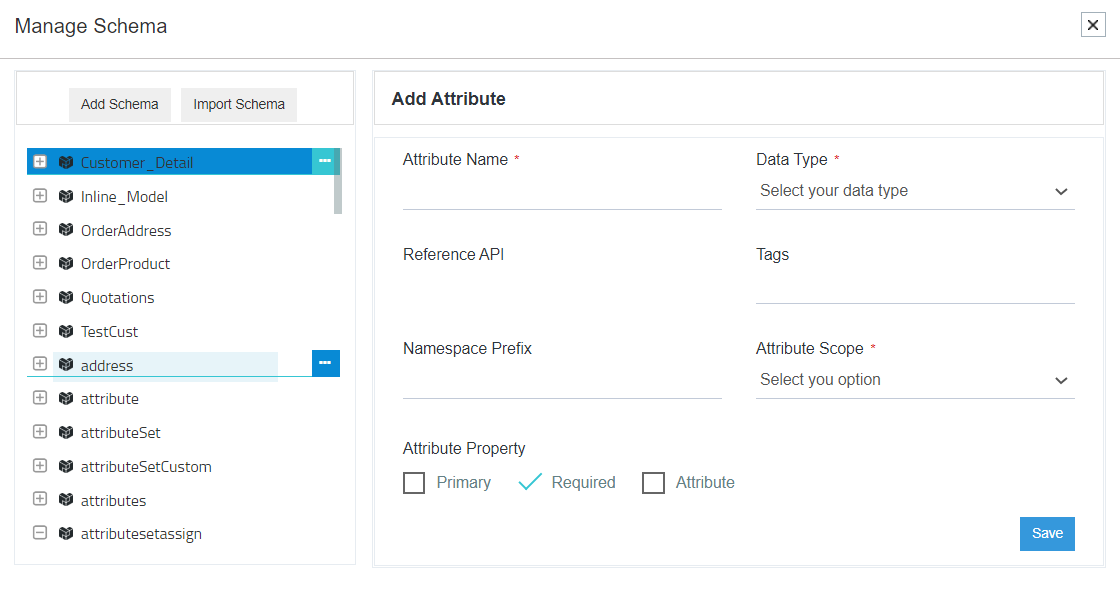 Manage Schema
Add Schema
Import Schema
Customer_Detail
Inline_Model
OrderAddress
OrderProduct
Quotations
TestCust
address
attribute
attributeSet
attributeSetCustom
attributes
attributesetassign
Add Attribute
Attribute Name *
Data Type *
Select your data type
Reference API
Tags
Namespace Prefix
Attribute Scope *
Select you option
Attribute Property
Primary
Required
Attribute
Save